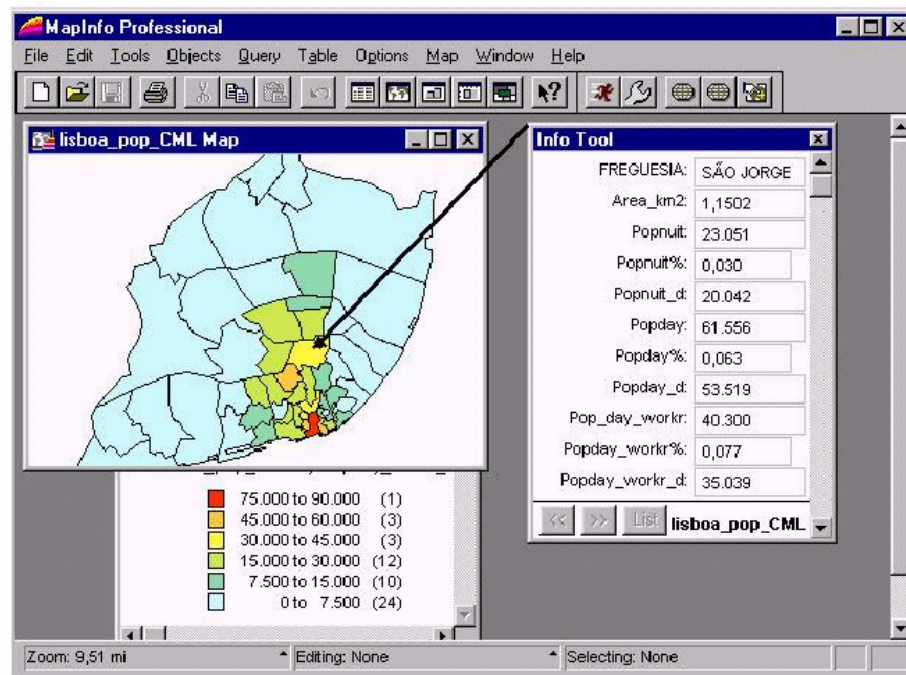 MapInfo Professional
File Edit Tools Objects Query Table Options Map Window Help
lisboa_pop_CML Map
75.000 to 90.000 (1)
45.000 to 60.000 (3)
30.000 to 45.000 (3)
15.000 to 30.000 (12)
7.500 to 15.000 (10)
0 to 7.500 (24)
Info Tool
FREGUESIA: SÃO JORGE
Area_km2: 1,1502
Popnuit: 23.051
Popnuit%: 0,030
Popnuit_d: 20.042
Popday: 61.556
Popday%: 0,063
Popday_d: 53.519
Pop_day_workr: 40.300
Popday_workr%: 0,077
Popday_workr_d: 35.039
<< >> List lisboa_pop_CML
Zoom: 9,51 mi Editing: None Selecting: None